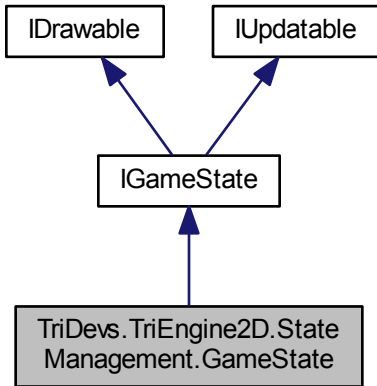 IDrawable
IUpdatable
IGameState
TriDevs.TriEngine2D.State
Management.GameState